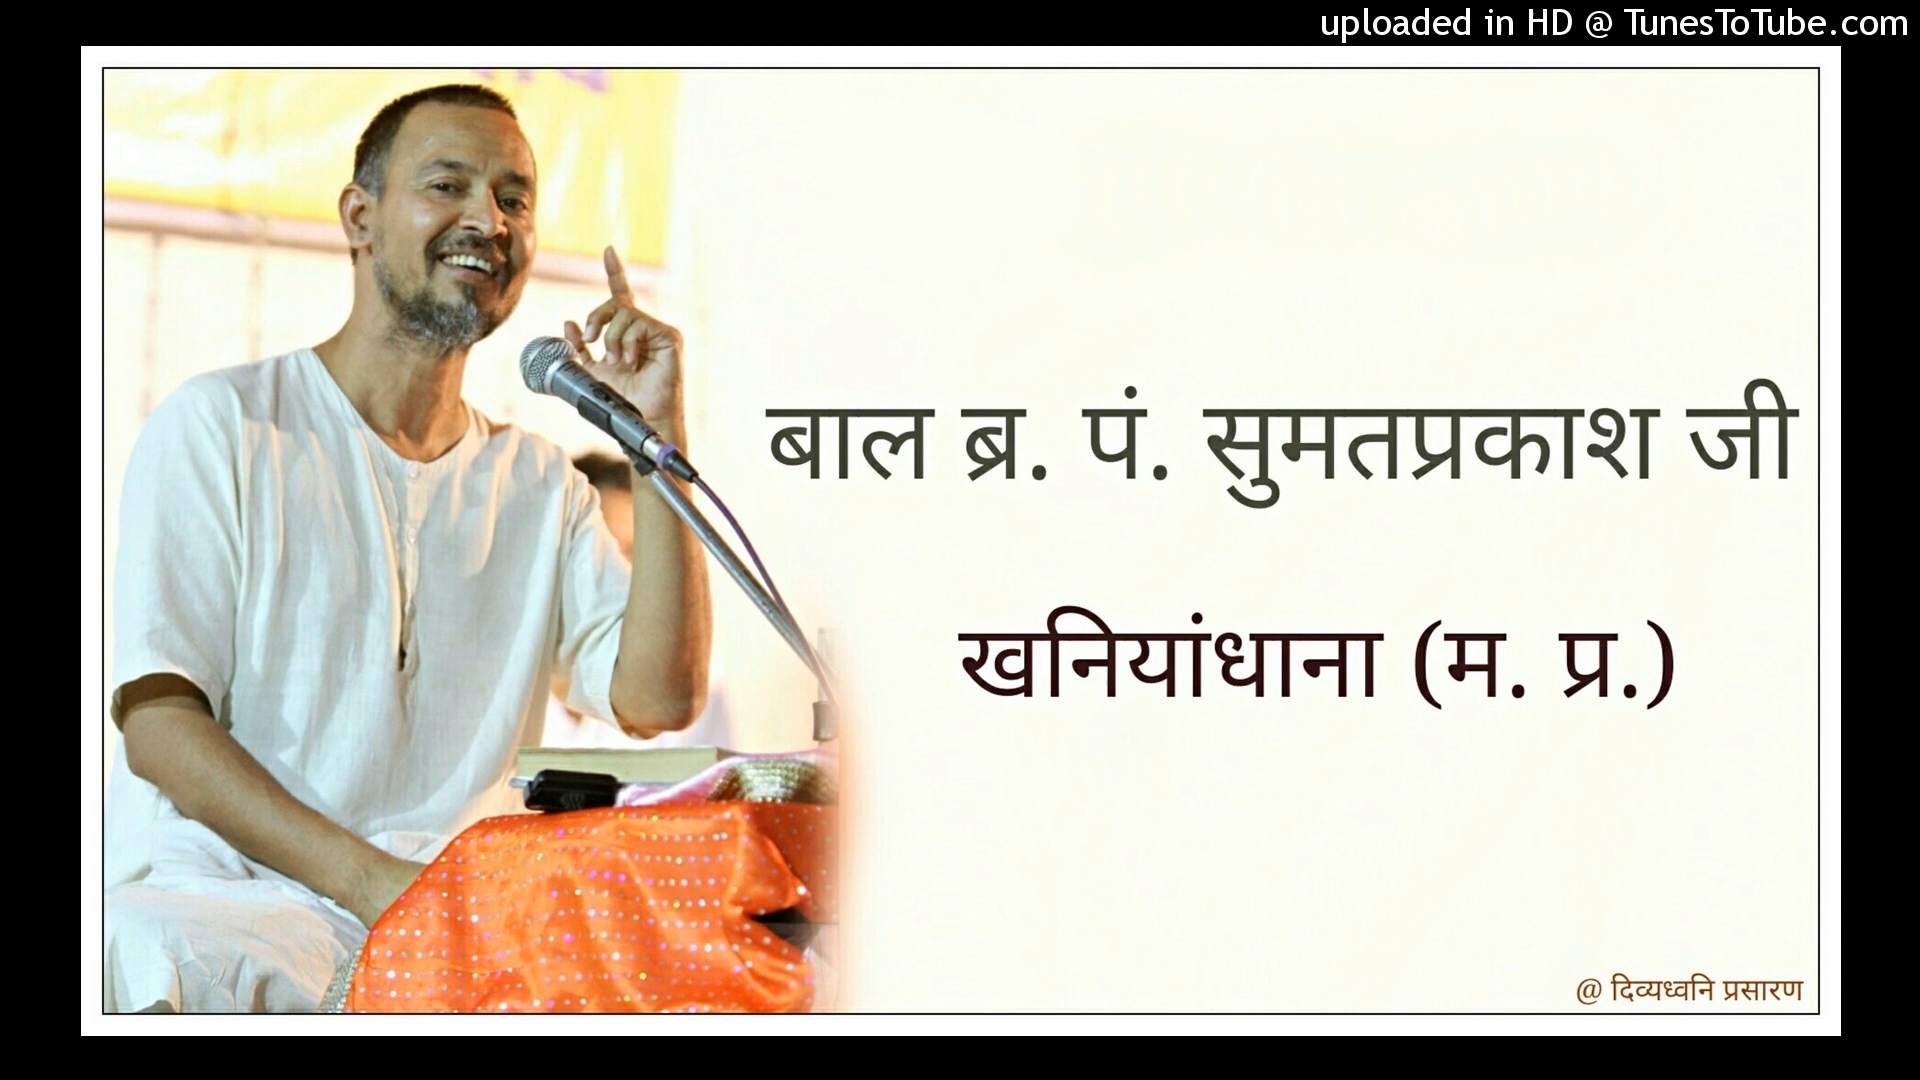 uploaded in HD @ TunesToTube.com
बाल ब्र. पं. सुमतप्रकाश जी
खनियांधाना (म. प्र.)
@ दिव्यध्वनि प्रसारण